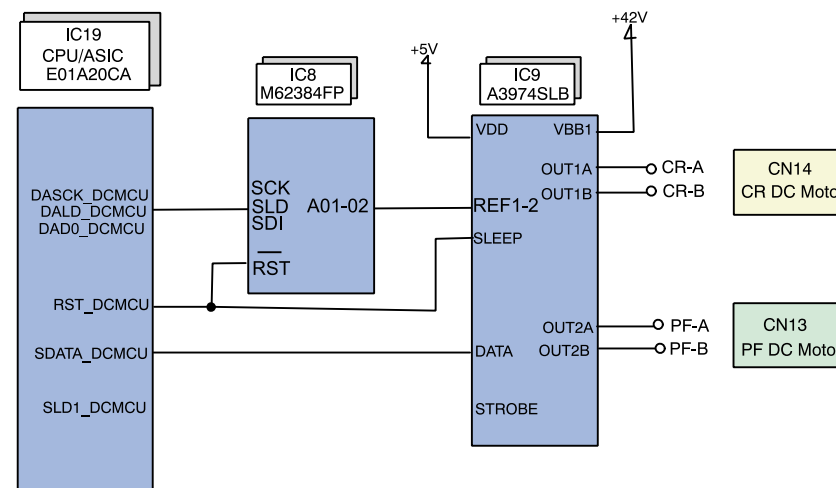 IC19
CPU/ASIC
E01A20CA
IC8
M62384FP
IC9
A3974SLB
+5V
+42V
DASCK_DCMCU
DALD_DCMCU
DAD0_DCMCU
RST_DCMCU
SDATA_DCMCU
SLD1_DCMCU
SCK
SLD
SDI
A01-02
RST
VDD
VBB1
OUT1A
OUT1B
REF1-2
SLEEP
OUT2A
OUT2B
DATA
STROBE
CR-A
CR-B
PF-A
PF-B
CN14
CR DC Moto
CN13
PF DC Moto